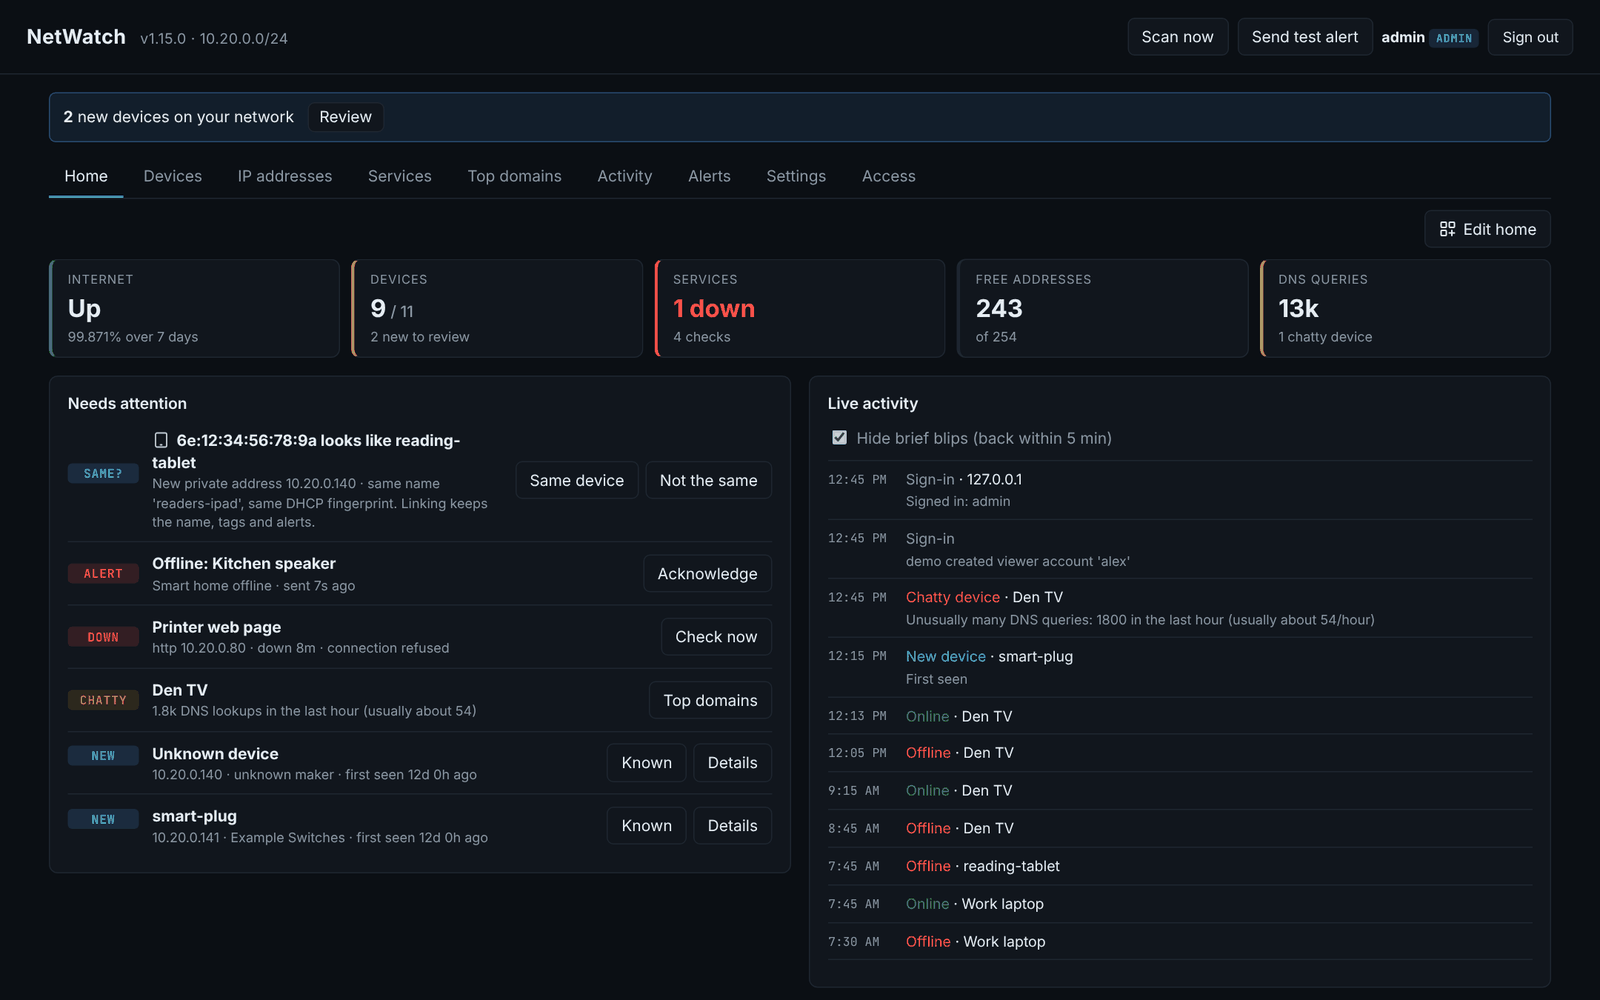 NetWatch v1.15.0 · 10.20.0.0/24
Scan now
Send test alert
admin ADMIN
Sign out
2 new devices on your network
Review
Home
Devices
IP addresses
Services
Top domains
Activity
Alerts
Settings
Access
Edit home
INTERNET
Up
99.871% over 7 days
DEVICES
9 / 11
2 new to review
SERVICES
1 down
4 checks
FREE ADDRESSES
243
of 254
DNS QUERIES
13k
1 chatty device
Needs attention
SAME?
6e:12:34:56:78:9a looks like reading-
tablet
New private address 10.20.0.140 · same name
'readers-ipad', same DHCP fingerprint. Linking keeps
the name, tags and alerts.
Same device
Not the same
ALERT
Offline: Kitchen speaker
Smart home offline · sent 7s ago
Acknowledge
DOWN
Printer web page
http 10.20.0.80 · down 8m · connection refused
Check now
CHATTY
Den TV
1.8k DNS lookups in the last hour (usually about 54)
Top domains
NEW
Unknown device
10.20.0.140 · unknown maker · first seen 12d 0h ago
Known
Details
NEW
smart-plug
10.20.0.141 · Example Switches · first seen 12d 0h ago
Known
Details
Live activity
Hide brief blips (back within 5 min)
12:45 PM Sign-in · 127.0.0.1
Signed in: admin
12:45 PM Sign-in
demo created viewer account 'alex'
12:45 PM Chatty device · Den TV
Unusually many DNS queries: 1800 in the last hour (usually about 54/hour)
12:15 PM New device · smart-plug
First seen
12:13 PM Online · Den TV
12:05 PM Offline · Den TV
9:15 AM Online · Den TV
8:45 AM Offline · Den TV
7:45 AM Offline · reading-tablet
7:45 AM Online · Work laptop
7:30 AM Offline · Work laptop